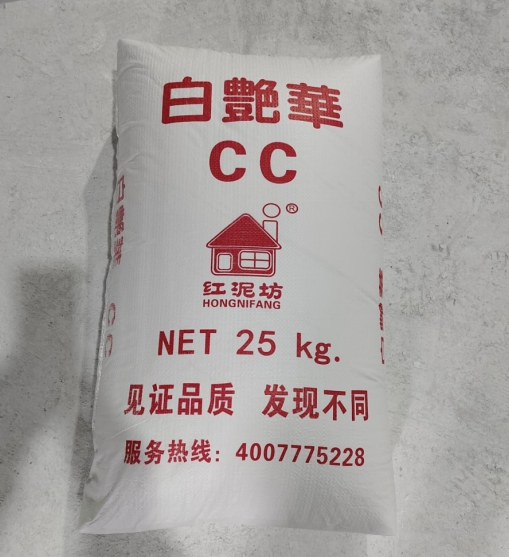 白艷華
CC
®
红泥坊
HONGNIFANG
NET 25 kg.
见证品质 发现不同
服务热线: 4007775228